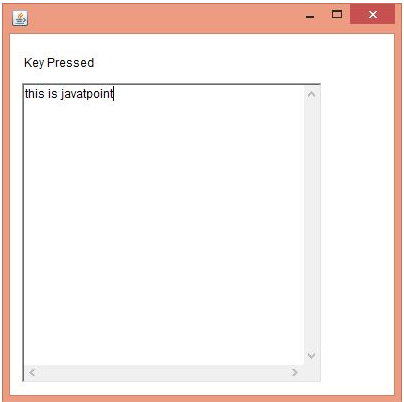 Key Pressed
this is javatpoint